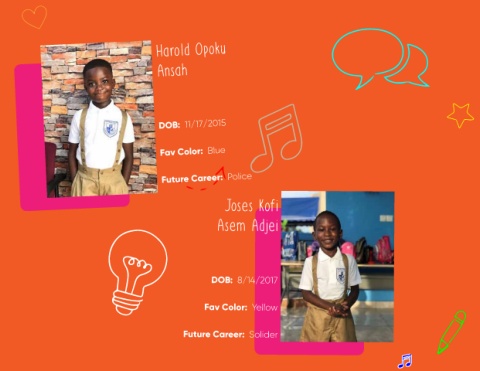 Harold Opoku
Ansah
DOB: 11/17/2015
Fav Color: Blue
Future Career: Police
Joses Kofi
Asem Adjei
DOB: 8/14/2017
Fav Color: Yellow
Future Career: Solider